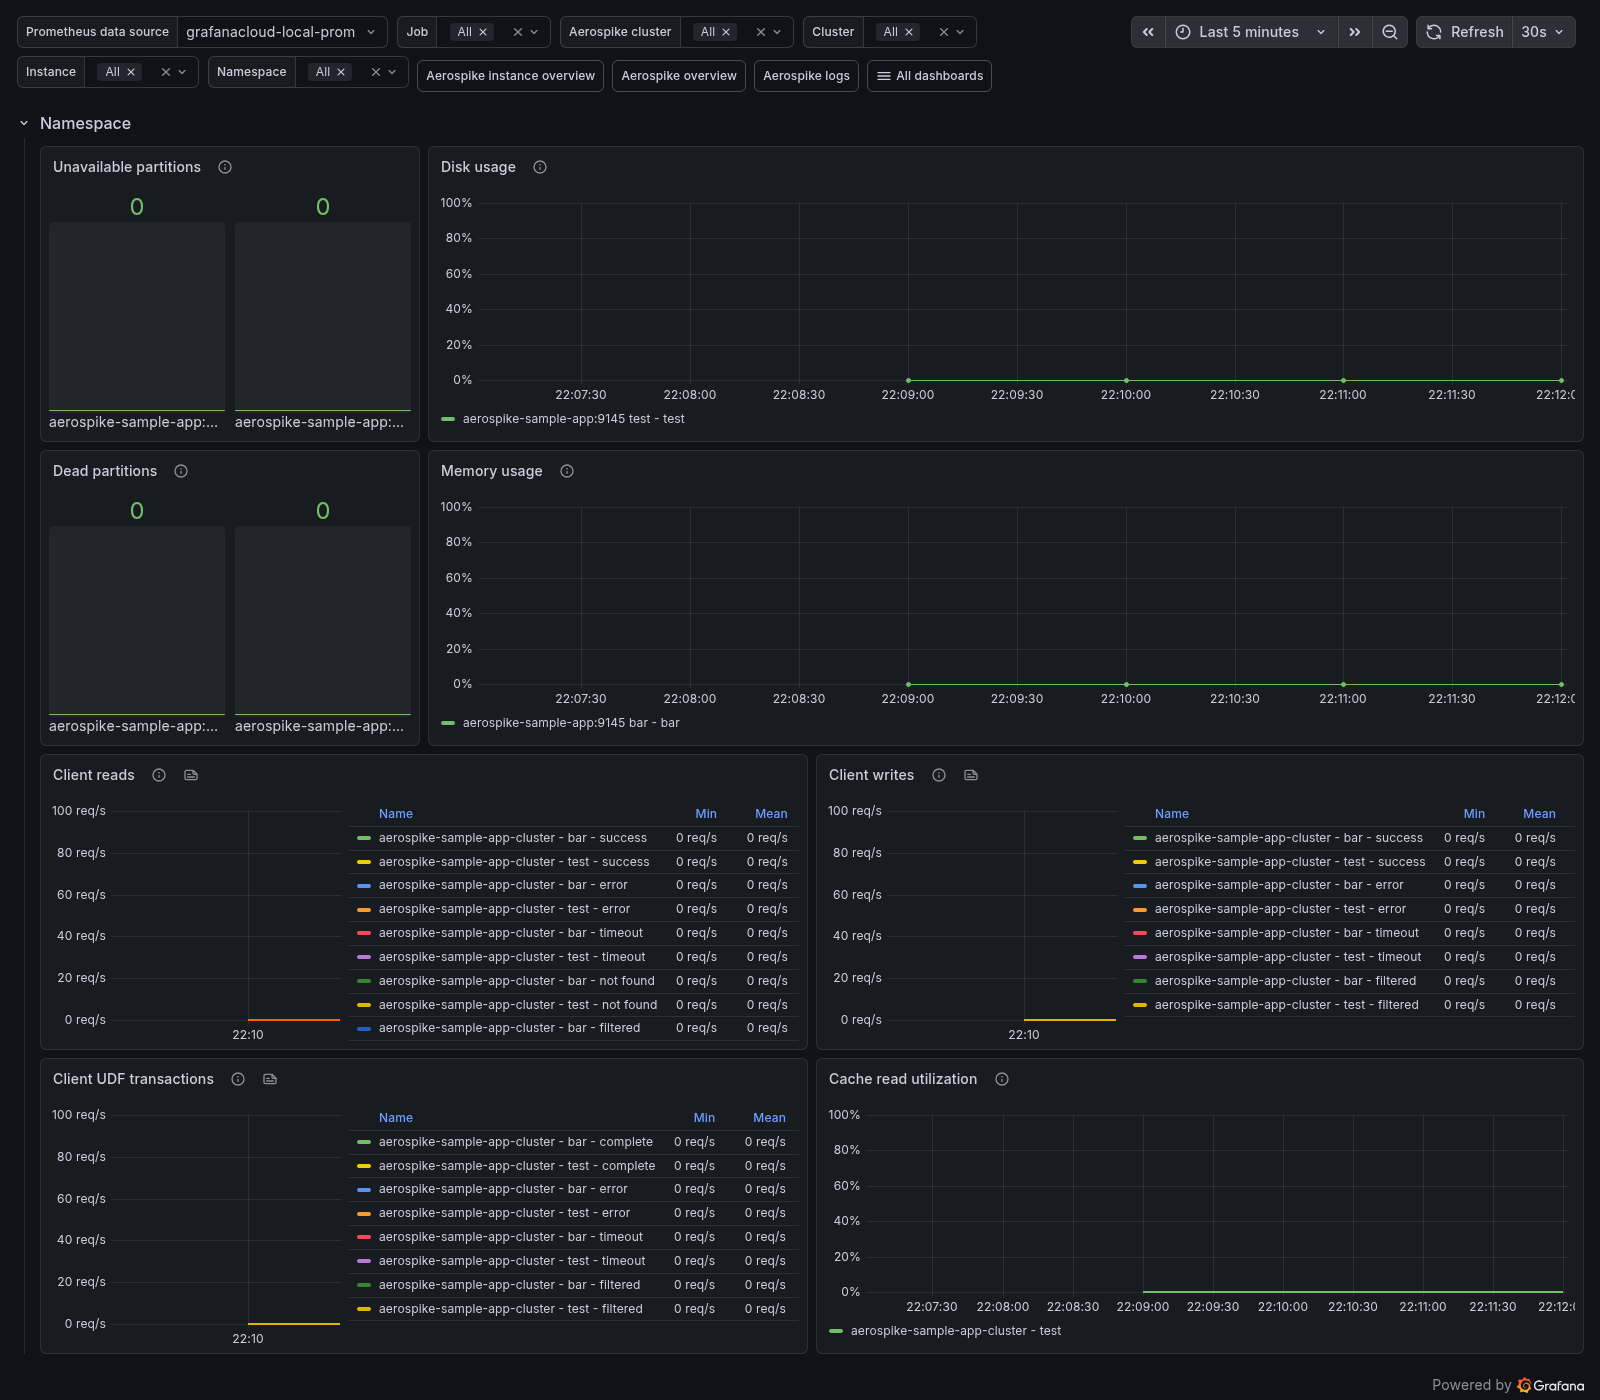 Prometheus data source grafanacloud-local-prom Job All Aerospike cluster All Cluster All Last 5 minutes Refresh 30s
Instance All Namespace All Aerospike instance overview Aerospike overview Aerospike logs All dashboards
Namespace
Unavailable partitions
0 0
aerospike-sample-app:... aerospike-sample-app:...
Disk usage
100%
80%
60%
40%
20%
0%
22:07:30 22:08:00 22:08:30 22:09:00 22:09:30 22:10:00 22:10:30 22:11:00 22:11:30 22:12:0
aerospike-sample-app:9145 test - test
Dead partitions
0 0
aerospike-sample-app:... aerospike-sample-app:...
Memory usage
100%
80%
60%
40%
20%
0%
22:07:30 22:08:00 22:08:30 22:09:00 22:09:30 22:10:00 22:10:30 22:11:00 22:11:30 22:12:0
aerospike-sample-app:9145 bar - bar
Client reads
100 req/s
80 req/s
60 req/s
40 req/s
20 req/s
0 req/s
22:10
Name Min Mean
aerospike-sample-app-cluster - bar - success 0 req/s 0 req/s
aerospike-sample-app-cluster - test - success 0 req/s 0 req/s
aerospike-sample-app-cluster - bar - error 0 req/s 0 req/s
aerospike-sample-app-cluster - test - error 0 req/s 0 req/s
aerospike-sample-app-cluster - bar - timeout 0 req/s 0 req/s
aerospike-sample-app-cluster - test - timeout 0 req/s 0 req/s
aerospike-sample-app-cluster - bar - not found 0 req/s 0 req/s
aerospike-sample-app-cluster - test - not found 0 req/s 0 req/s
aerospike-sample-app-cluster - bar - filtered 0 req/s 0 req/s
Client writes
100 req/s
80 req/s
60 req/s
40 req/s
20 req/s
0 req/s
22:10
Name Min Mean
aerospike-sample-app-cluster - bar - success 0 req/s 0 req/s
aerospike-sample-app-cluster - test - success 0 req/s 0 req/s
aerospike-sample-app-cluster - bar - error 0 req/s 0 req/s
aerospike-sample-app-cluster - test - error 0 req/s 0 req/s
aerospike-sample-app-cluster - bar - timeout 0 req/s 0 req/s
aerospike-sample-app-cluster - test - timeout 0 req/s 0 req/s
aerospike-sample-app-cluster - bar - filtered 0 req/s 0 req/s
aerospike-sample-app-cluster - test - filtered 0 req/s 0 req/s
Client UDF transactions
100 req/s
80 req/s
60 req/s
40 req/s
20 req/s
0 req/s
22:10
Name Min Mean
aerospike-sample-app-cluster - bar - complete 0 req/s 0 req/s
aerospike-sample-app-cluster - test - complete 0 req/s 0 req/s
aerospike-sample-app-cluster - bar - error 0 req/s 0 req/s
aerospike-sample-app-cluster - test - error 0 req/s 0 req/s
aerospike-sample-app-cluster - bar - timeout 0 req/s 0 req/s
aerospike-sample-app-cluster - test - timeout 0 req/s 0 req/s
aerospike-sample-app-cluster - bar - filtered 0 req/s 0 req/s
aerospike-sample-app-cluster - test - filtered 0 req/s 0 req/s
Cache read utilization
100%
80%
60%
40%
20%
0%
22:07:30 22:08:00 22:08:30 22:09:00 22:09:30 22:10:00 22:10:30 22:11:00 22:11:30 22:12:0
aerospike-sample-app-cluster - test
Powered by Grafana